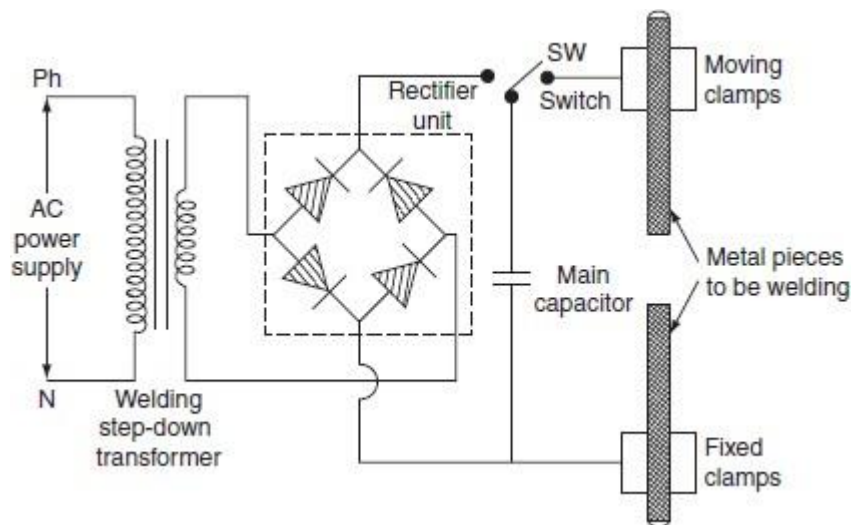 Ph
AC
power
supply
N
Welding
step-down
transformer
Rectifier
unit
SW
Switch
Main
capacitor
Moving
clamps
Metal pieces
to be welding
Fixed
clamps